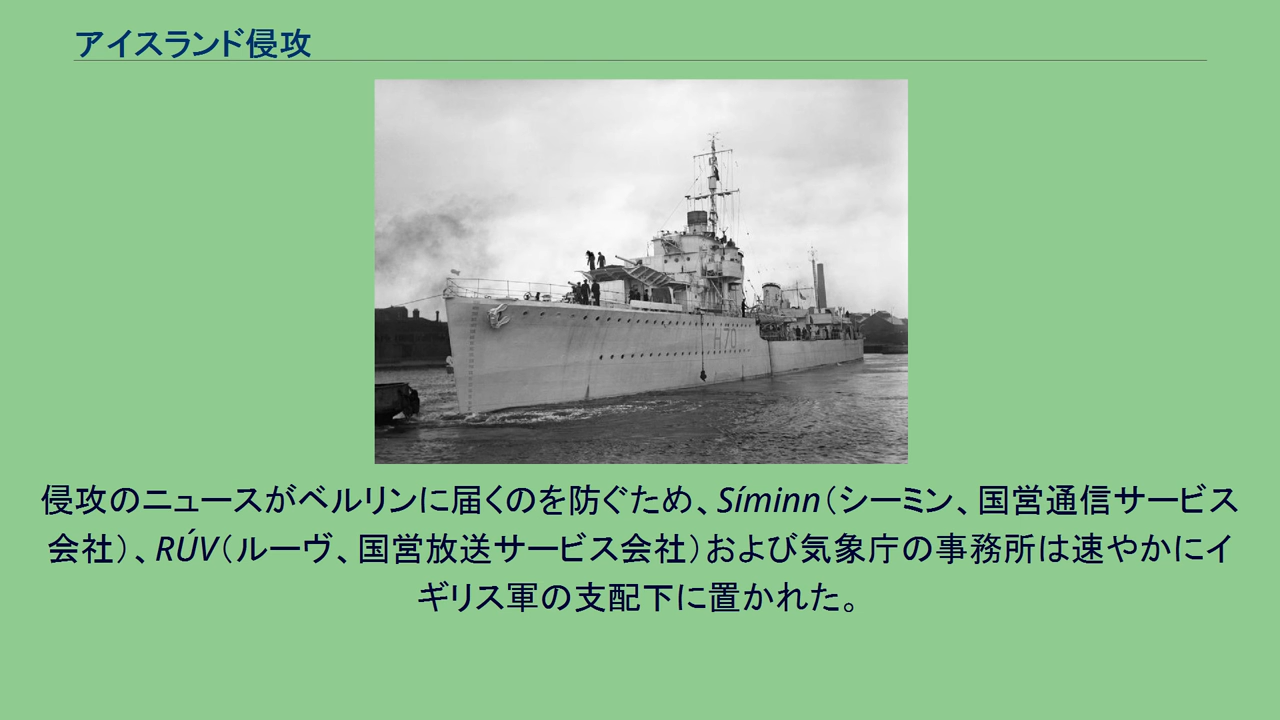 アイスランド侵攻
H70
侵攻のニュースがベルリンに届くのを防ぐため、Síminn（シーミン、国営通信サービス
会社）、RÚV（ルーヴ、国営放送サービス会社）および気象庁の事務所は速やかにイ
ギリス軍の支配下に置かれた。